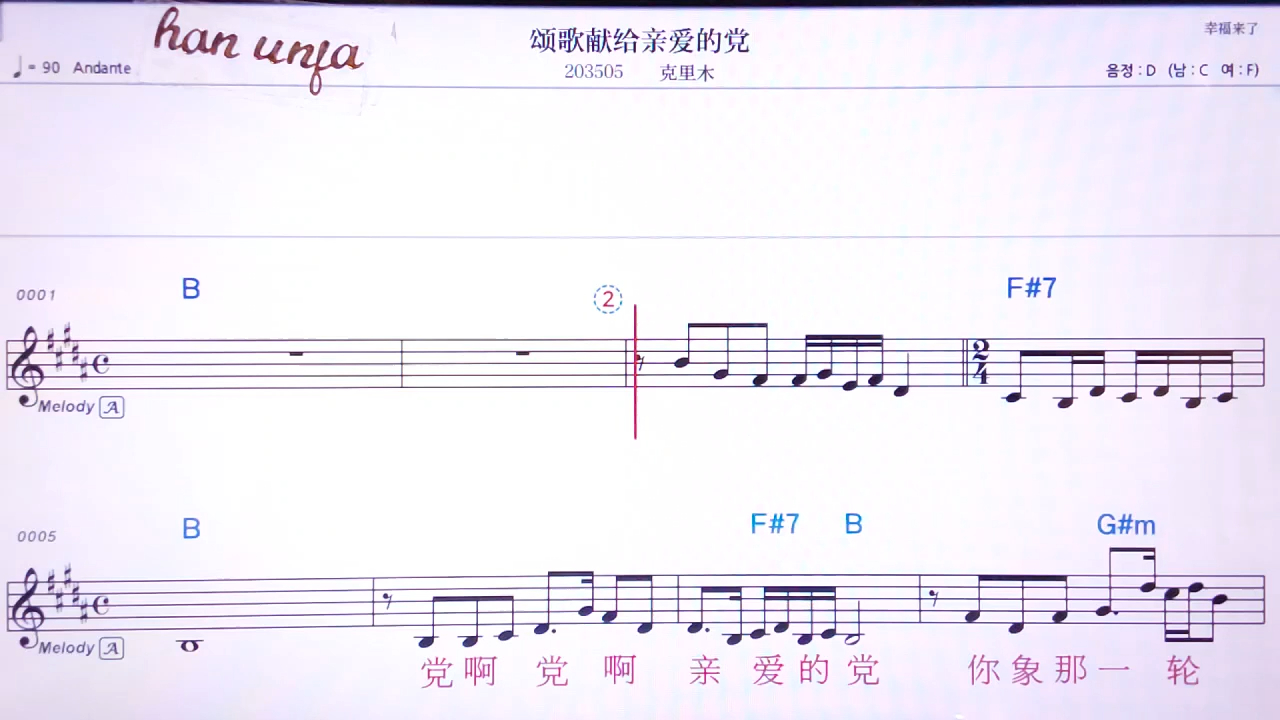 han unfa
颂歌献给亲爱的党
幸福来了
♩= 90 Andante
203505 克里木
음정 : D (남 : C 여 : F)
0001 B 2 F#7
2
4
Melody A
0005 B F#7 B G#m
Melody A
党啊 党 啊 亲 爱的 党 你象那一 轮